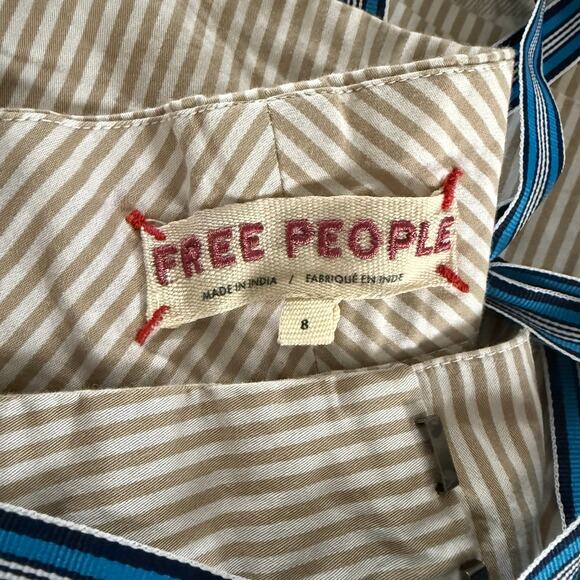 FREE PEOPLE
MADE IN INDIA / FABRIQUÉ EN INDE
8